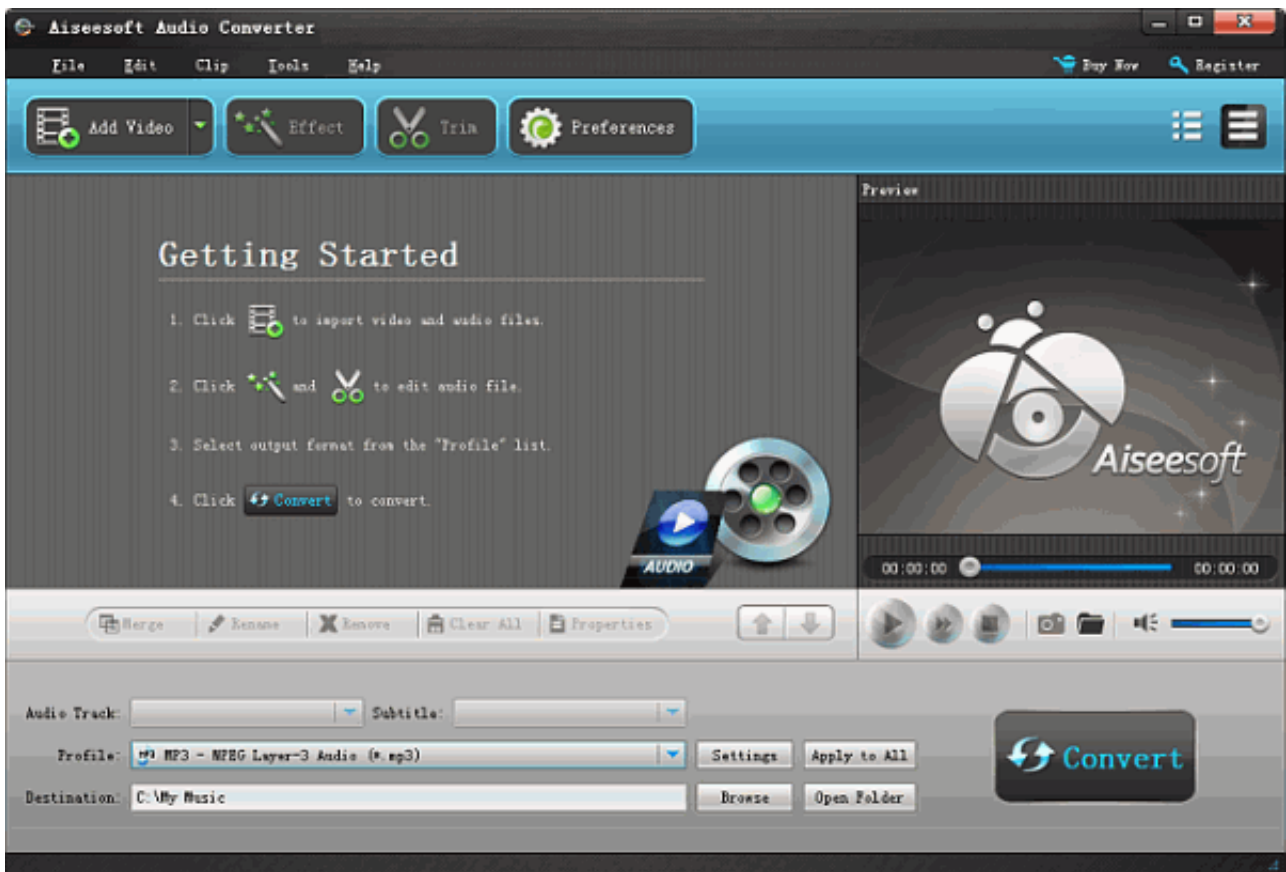 Aiseesoft Audio Converter
File Edit Clip Tools Help Buy Now Register
Add Video Effect Trim Preferences
Preview
Getting Started
1. Click to import video and audio files.
2. Click and to edit audio file.
3. Select output format from the "Profile" list.
4. Click Convert to convert.
AUDIO
Aiseesoft
00:00:00 00:00:00
Merge Rename Remove Clear All Properties
Audio Track: Subtitle:
Profile: MP3 - MPEG Layer-3 Audio (*.mp3) Settings Apply to All
Convert
Destination: C:\My Music Browse Open Folder